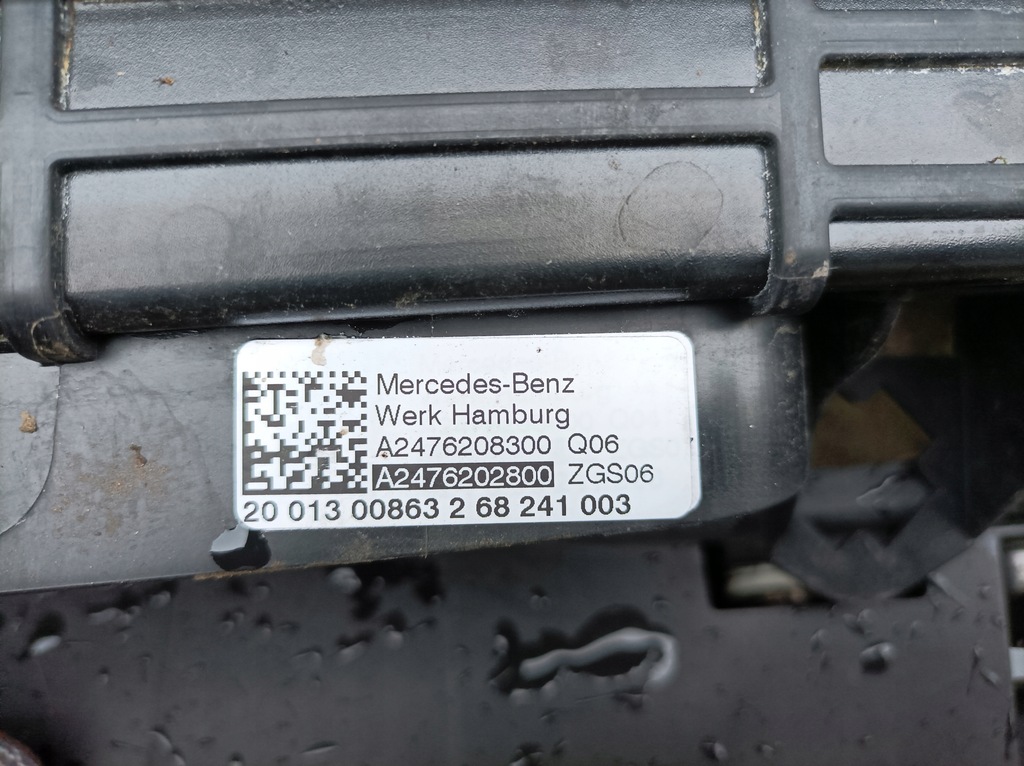 Mercedes-Benz
Werk Hamburg
A2476208300 Q06
A2476202800 ZGS06
20 013 00863 2 68 241 003